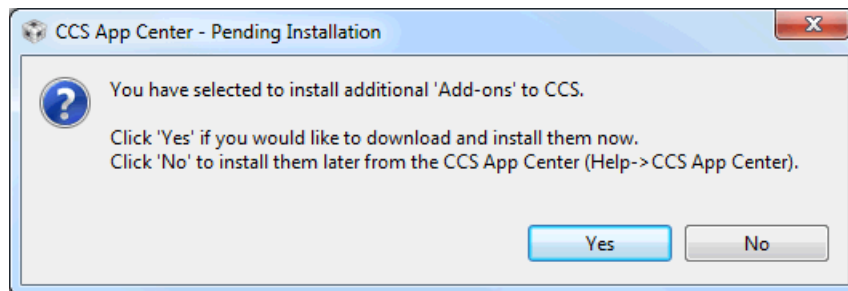 CCS App Center - Pending Installation
You have selected to install additional 'Add-ons' to CCS.
Click 'Yes' if you would like to download and install them now.
Click 'No' to install them later from the CCS App Center (Help->CCS App Center).
Yes
No